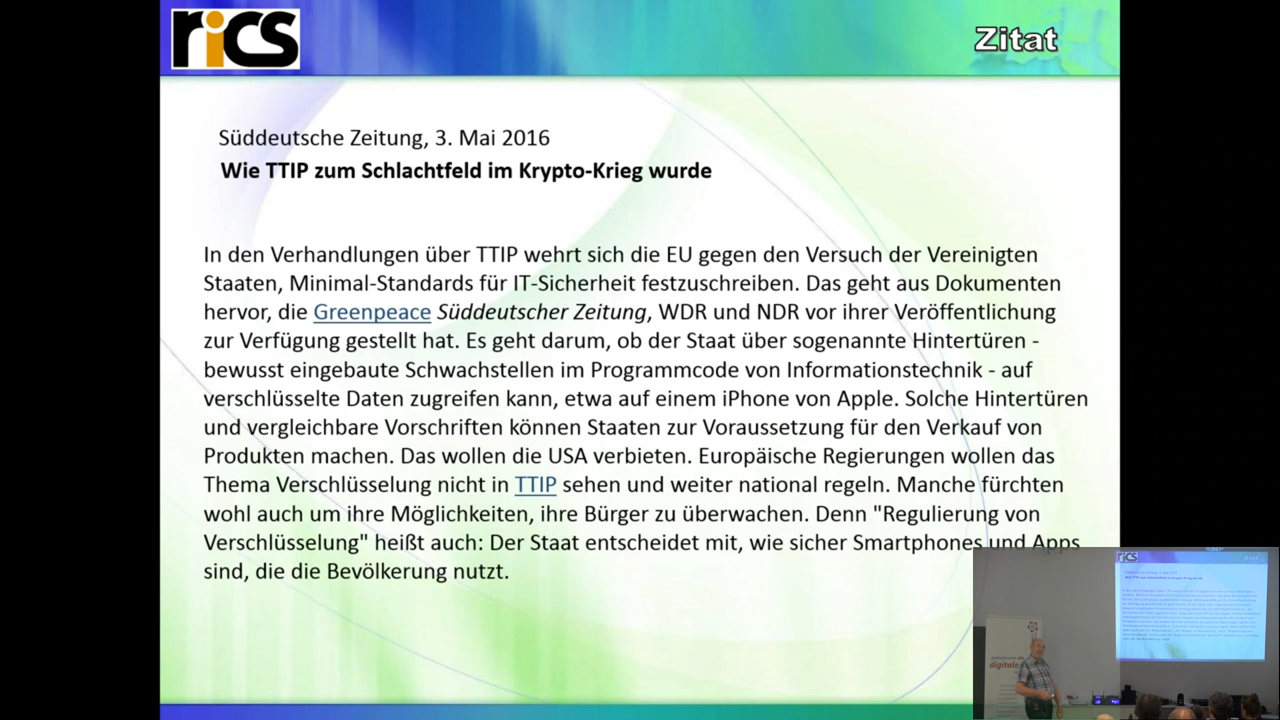 rics
Zitat
Süddeutsche Zeitung, 3. Mai 2016
Wie TTIP zum Schlachtfeld im Krypto-Krieg wurde
In den Verhandlungen über TTIP wehrt sich die EU gegen den Versuch der Vereinigten
Staaten, Minimal-Standards für IT-Sicherheit festzuschreiben. Das geht aus Dokumenten
hervor, die Greenpeace Süddeutscher Zeitung, WDR und NDR vor ihrer Veröffentlichung
zur Verfügung gestellt hat. Es geht darum, ob der Staat über sogenannte Hintertüren -
bewusst eingebaute Schwachstellen im Programmcode von Informationstechnik - auf
verschlüsselte Daten zugreifen kann, etwa auf einem iPhone von Apple. Solche Hintertüren
und vergleichbare Vorschriften können Staaten zur Voraussetzung für den Verkauf von
Produkten machen. Das wollen die USA verbieten. Europäische Regierungen wollen das
Thema Verschlüsselung nicht in TTIP sehen und weiter national regeln. Manche fürchten
wohl auch um ihre Möglichkeiten, ihre Bürger zu überwachen. Denn "Regulierung von
Verschlüsselung" heißt auch: Der Staat entscheidet mit, wie sicher Smartphones und Apps
sind, die die Bevölkerung nutzt.
rics
Zitat
digitale